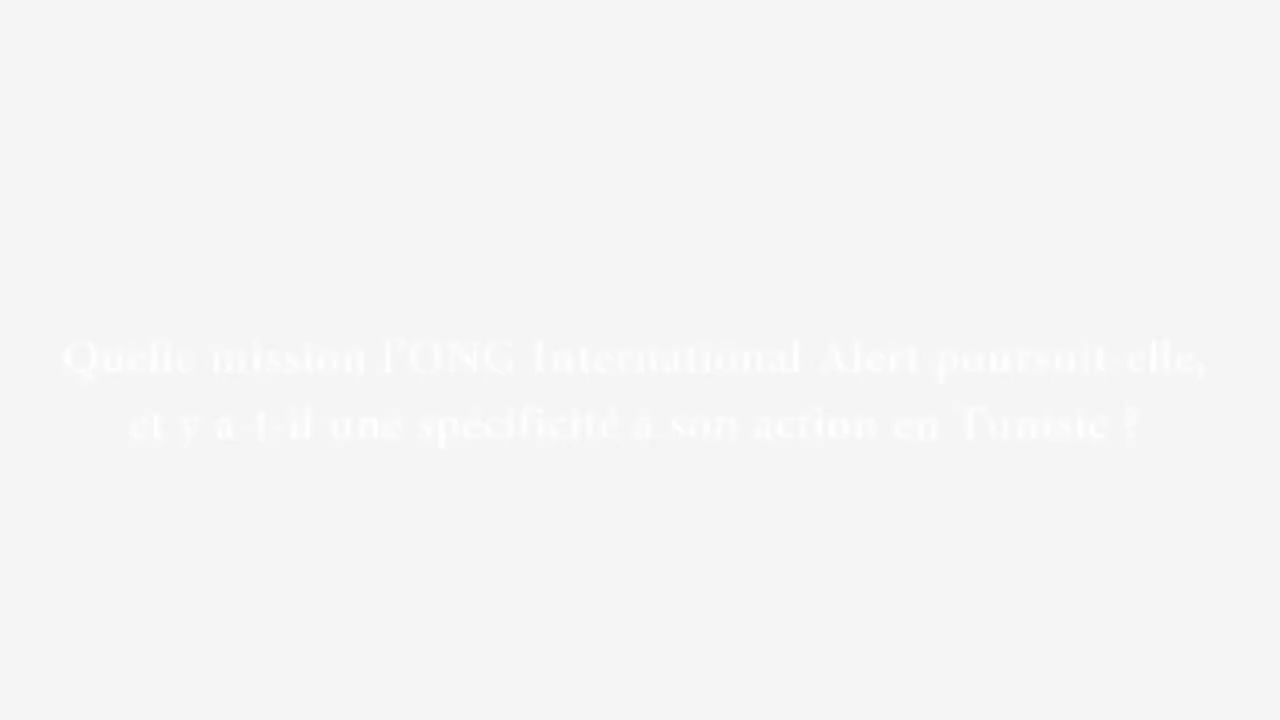 Quelle mission l'ONG International Alert poursuit-elle,
et y a-t-il une spécificité à son action en Tunisie ?